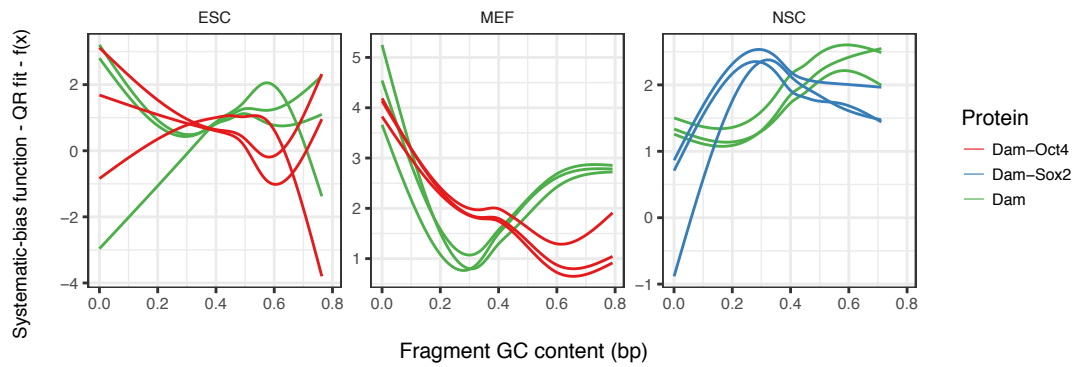 ESC MEF NSC
Systematic-bias function - QR fit - f(x)
2
0
−2
−4
0.0 0.2 0.4 0.6 0.8
5
4
3
2
1
0.0 0.2 0.4 0.6 0.8
2
1
0
−1
0.0 0.2 0.4 0.6 0.8
Fragment GC content (bp)
Protein
Dam−Oct4
Dam−Sox2
Dam